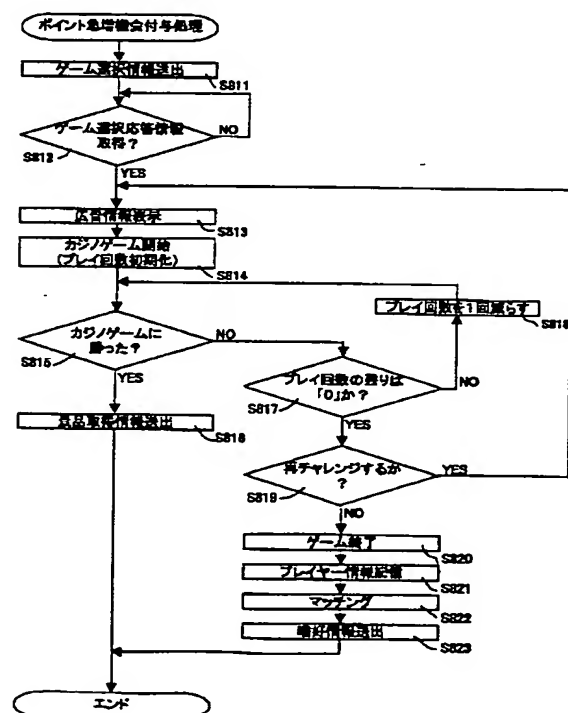 ポイント急増機会付与処理
ゲーム選択情報送出
S811
ゲーム選択応答情報
取得？
NO
S812
YES
広告情報表示
S813
カジノゲーム開始
(プレイ回数初期化)
S814
プレイ回数を1回減らす
S818
カジノゲームに
勝った？
NO
S815
YES
プレイ回数の残りは
「0」か？
NO
S817
YES
景品取得情報送出
S816
再チャレンジするか
？
YES
S819
NO
ゲーム終了
S820
プレイヤー情報配信
S821
マッチング
S822
嗜好情報送出
S823
エンド